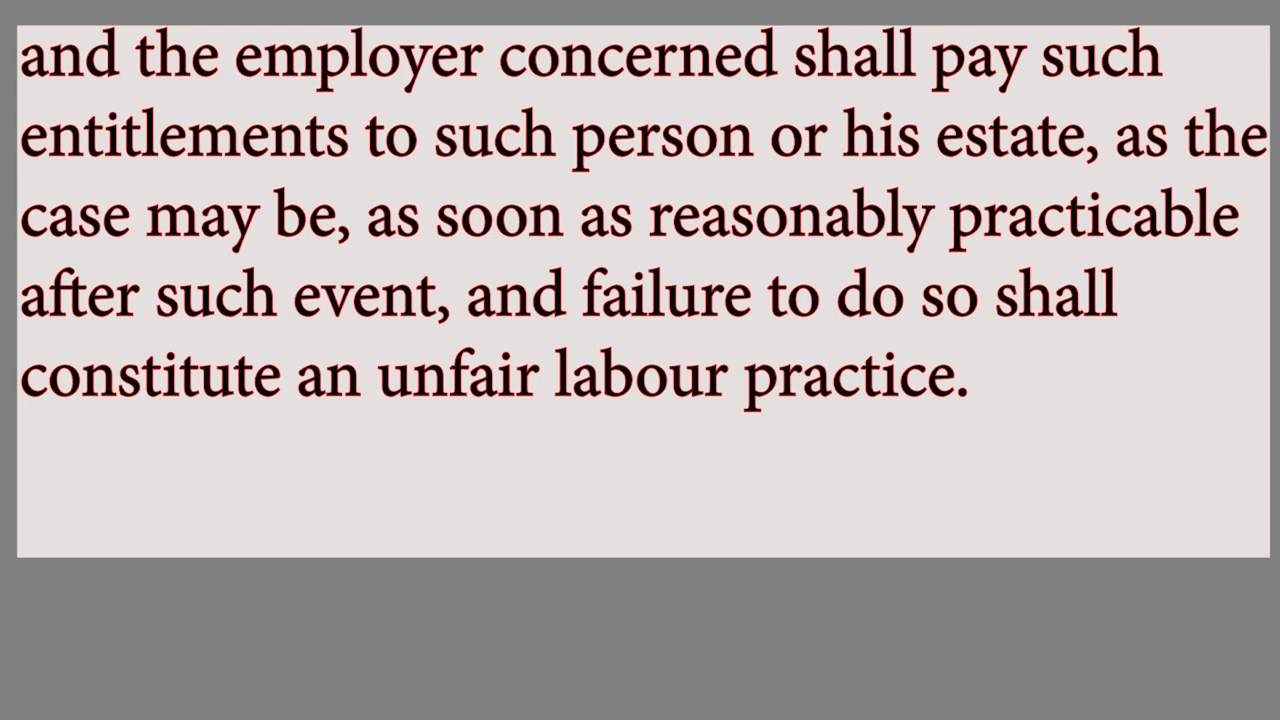 and the employer concerned shall pay such
entitlements to such person or his estate, as the
case may be, as soon as reasonably practicable
after such event, and failure to do so shall
constitute an unfair labour practice.